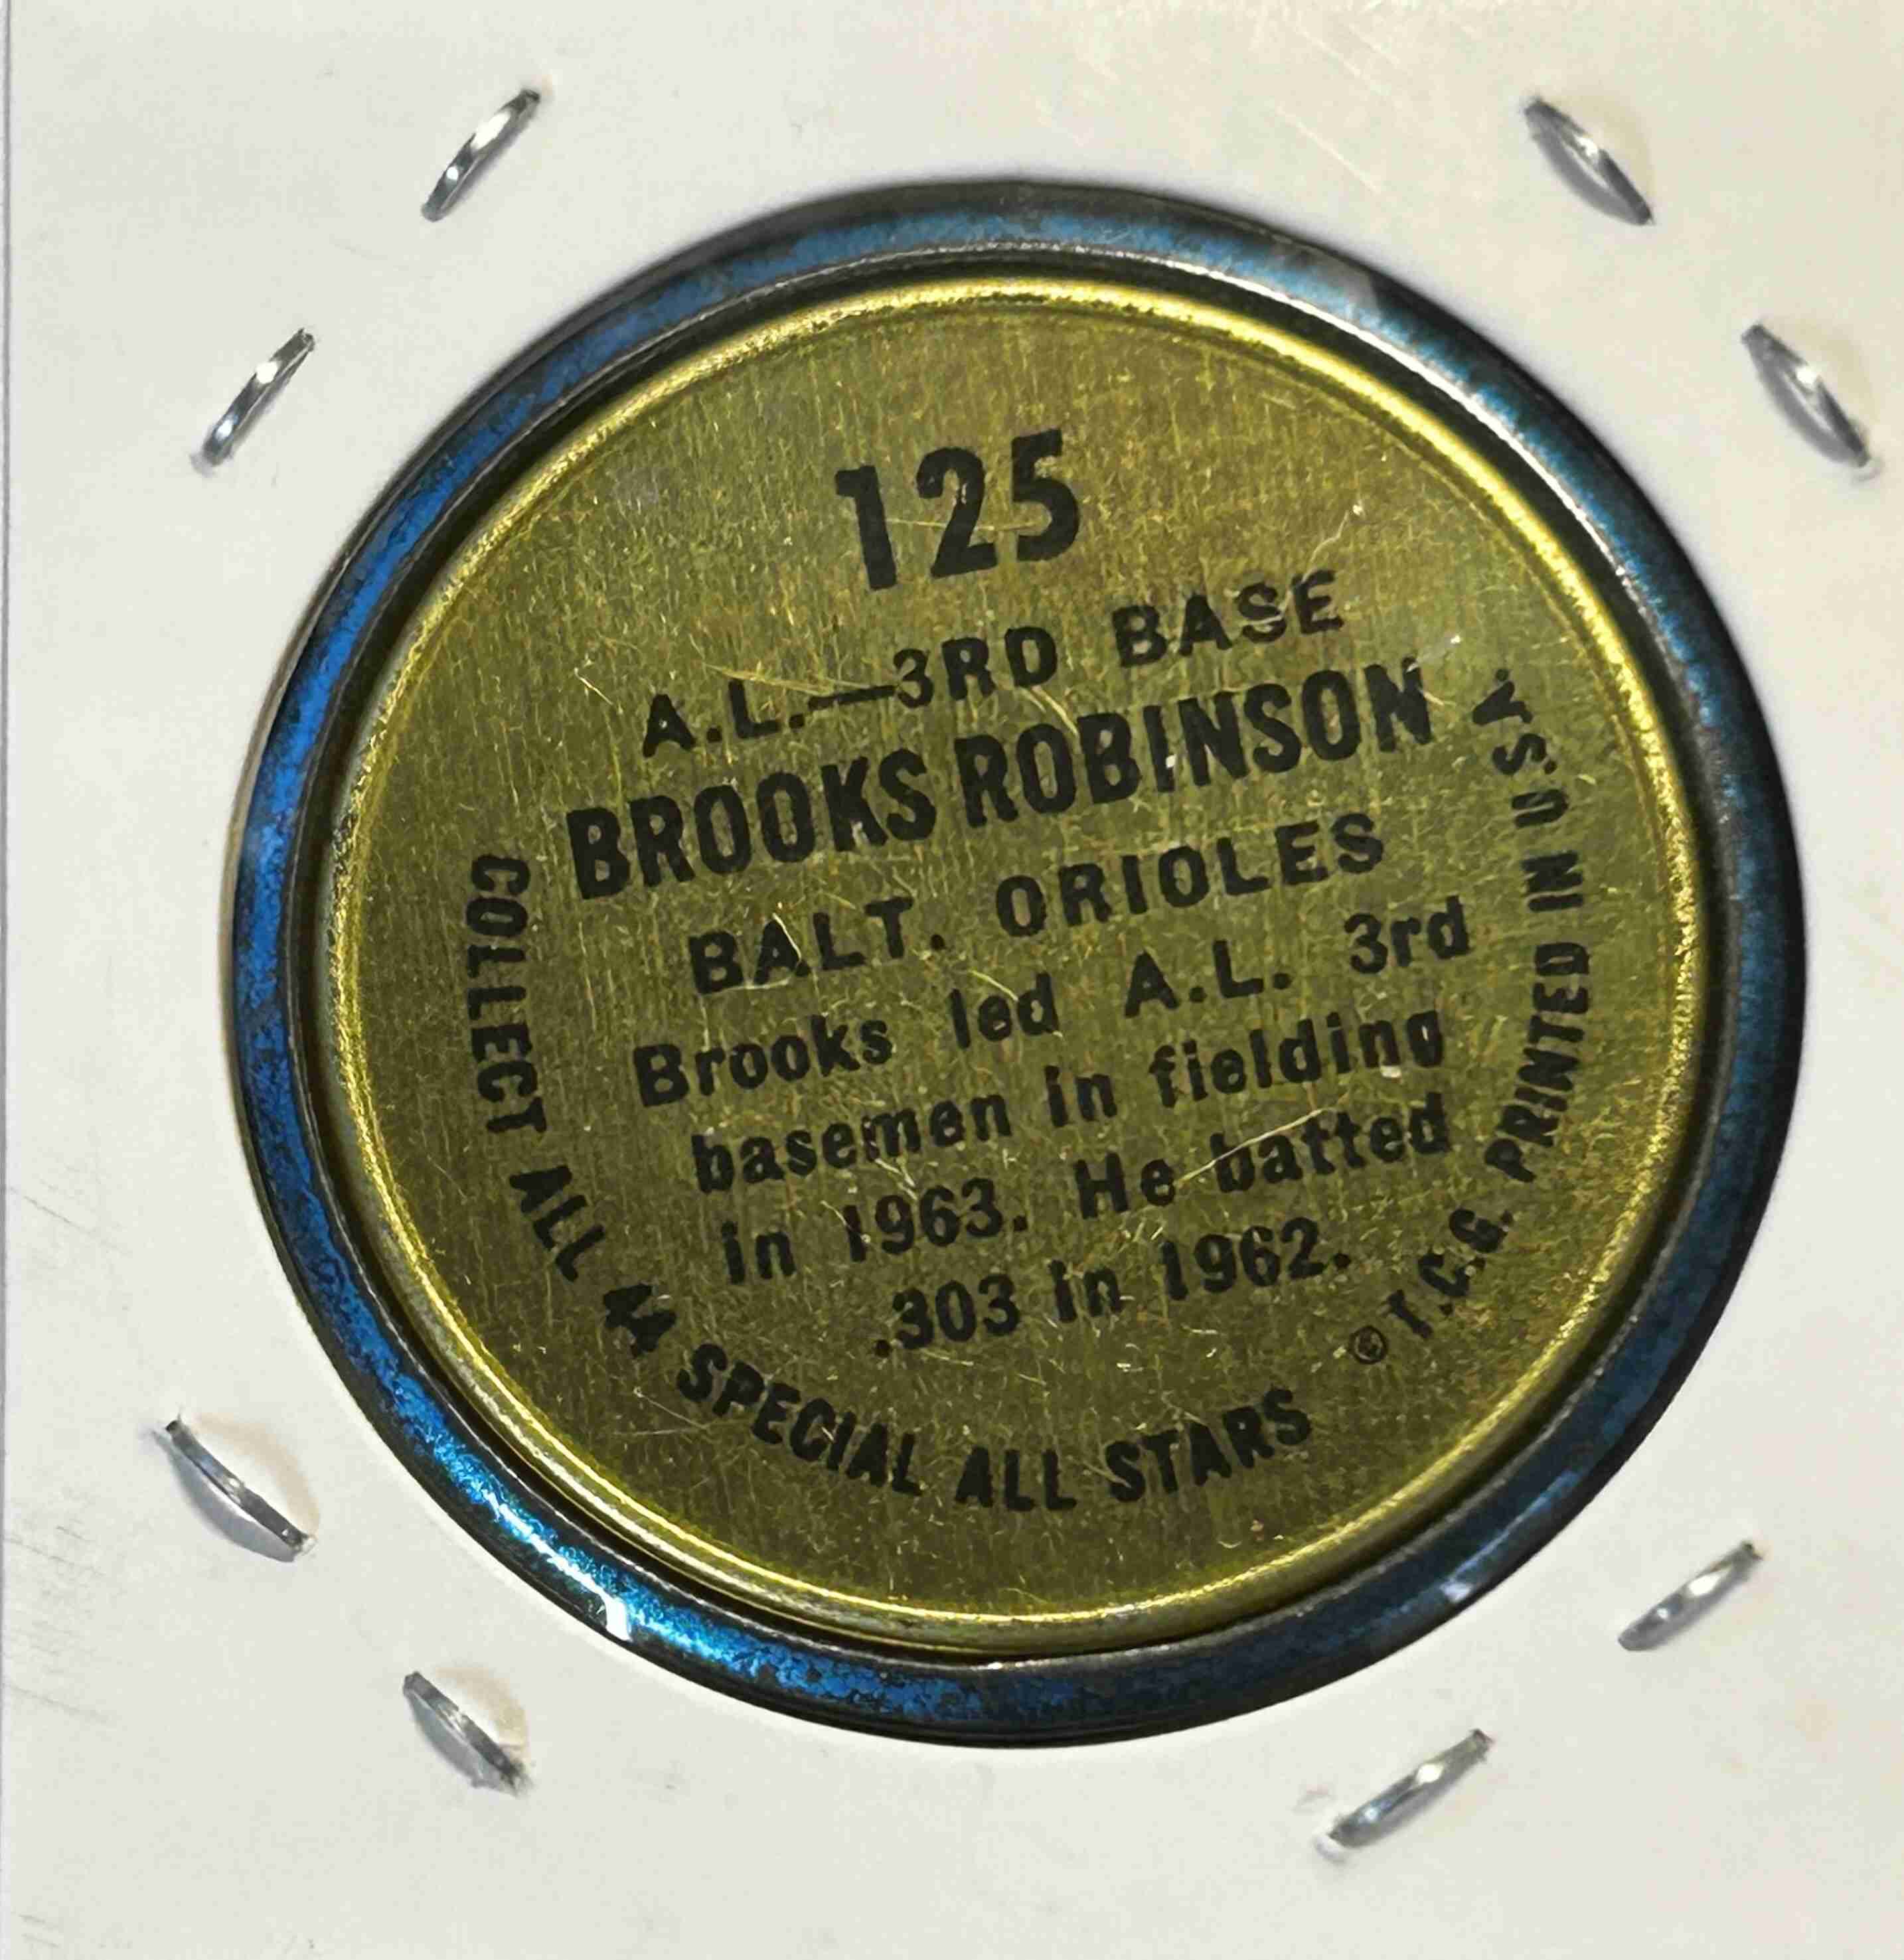 125
A.L.—3RD BASE
BROOKS ROBINSON
BALT. ORIOLES
Brooks led A.L. 3rd
basemen in fielding
in 1963. He batted
.303 in 1962.
COLLECT ALL 44 SPECIAL ALL STARS
© T.C.G. PRINTED IN U.S.A.